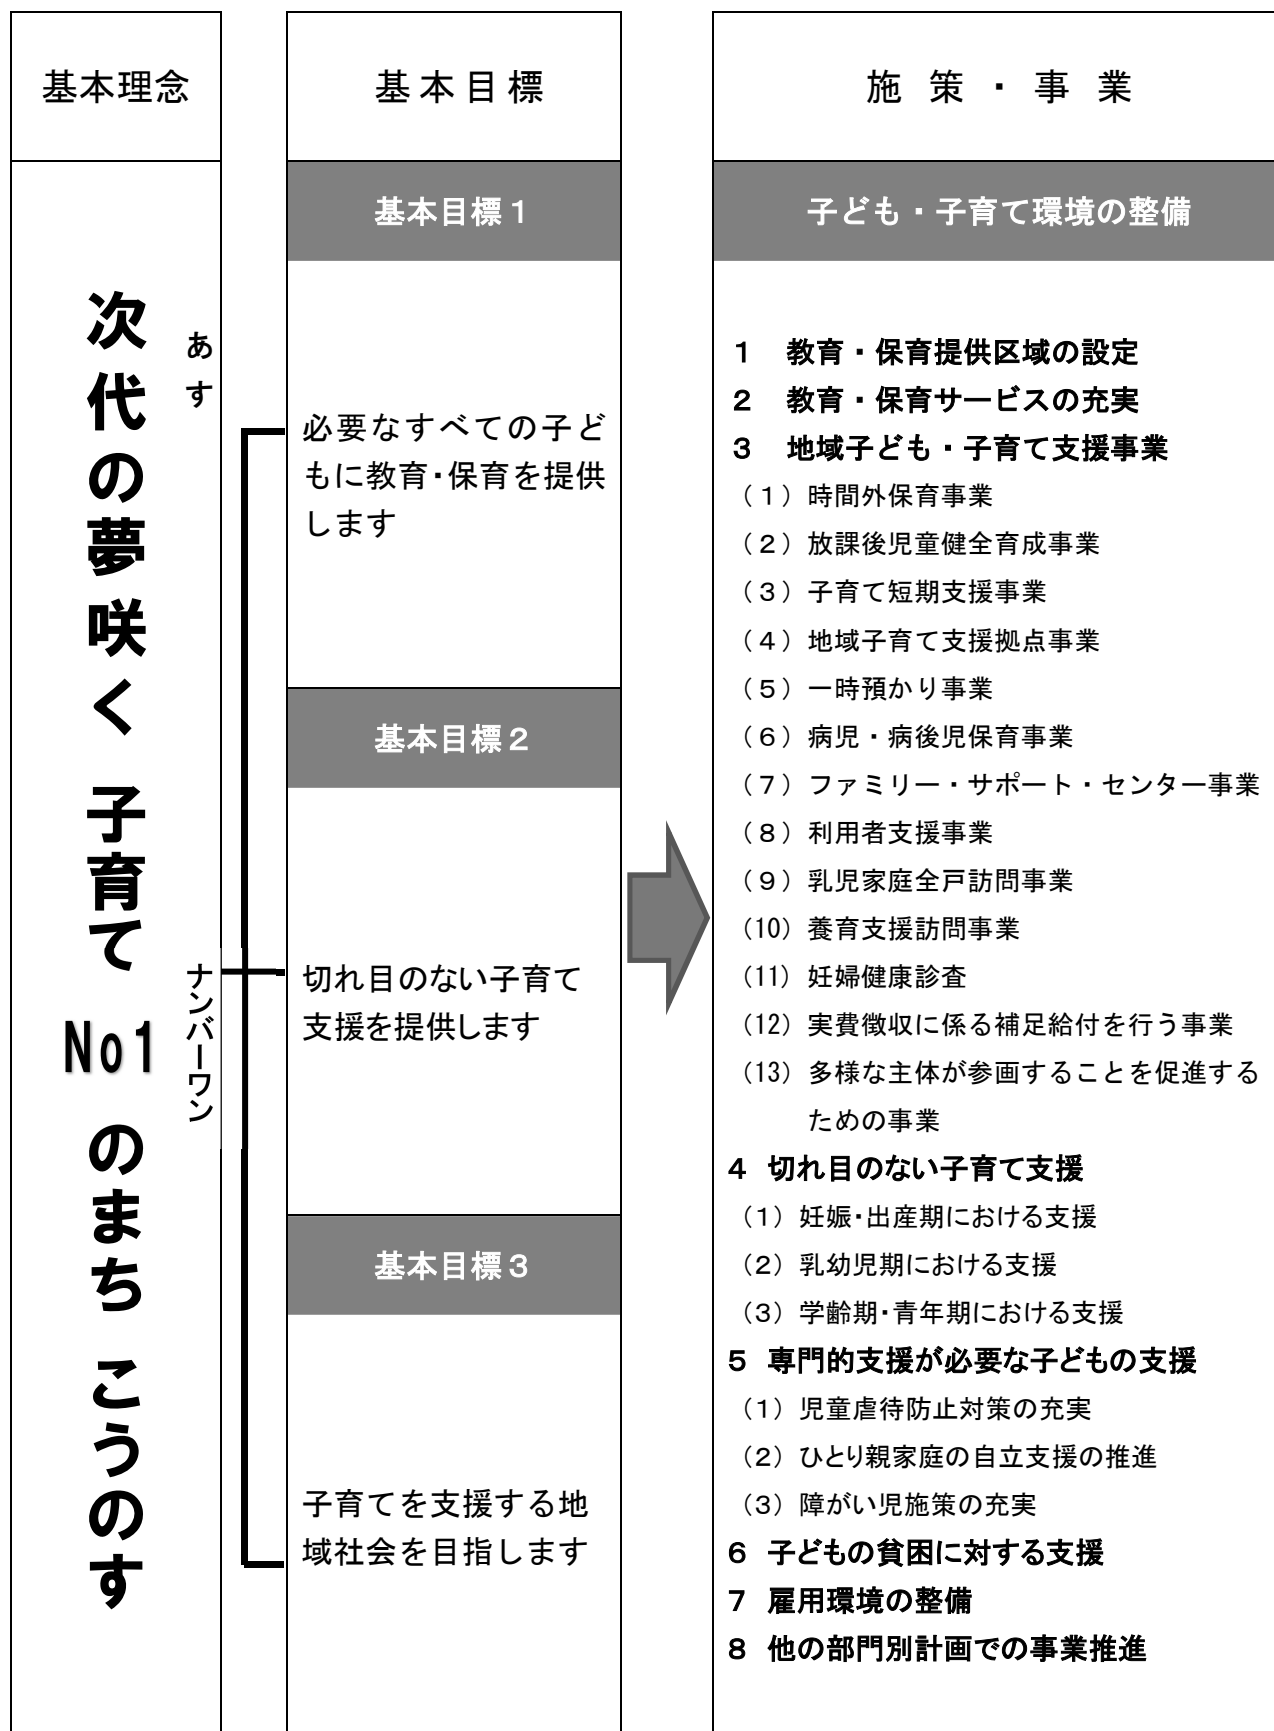 基本理念
次代の夢咲く 子育て No1 のまち こうのす
あす
ナンバーワン
基本目標
基本目標１
必要なすべての子ど
もに教育・保育を提供
します
基本目標２
切れ目のない子育て
支援を提供します
基本目標３
子育てを支援する地
域社会を目指します
施策・事業
子ども・子育て環境の整備
１　教育・保育提供区域の設定
２　教育・保育サービスの充実
３　地域子ども・子育て支援事業
（１）時間外保育事業
（２）放課後児童健全育成事業
（３）子育て短期支援事業
（４）地域子育て支援拠点事業
（５）一時預かり事業
（６）病児・病後児保育事業
（７）ファミリー・サポート・センター事業
（８）利用者支援事業
（９）乳児家庭全戸訪問事業
（10）養育支援訪問事業
（11）妊婦健康診査
（12）実費徴収に係る補足給付を行う事業
（13）多様な主体が参画することを促進する
ための事業
４ 切れ目のない子育て支援
（１）妊娠・出産期における支援
（２）乳幼児期における支援
（３）学齢期・青年期における支援
５ 専門的支援が必要な子どもの支援
（１）児童虐待防止対策の充実
（２）ひとり親家庭の自立支援の推進
（３）障がい児施策の充実
６ 子どもの貧困に対する支援
７ 雇用環境の整備
８ 他の部門別計画での事業推進